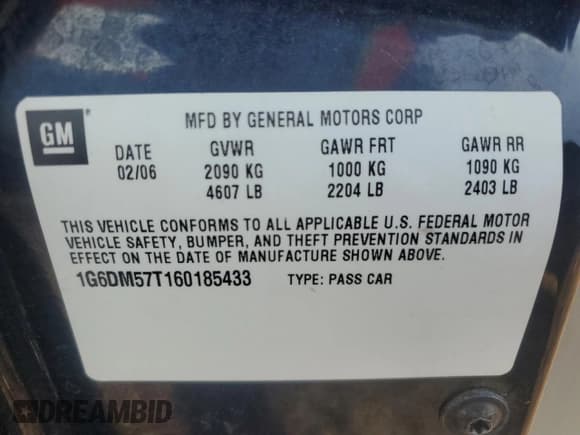 GM ®
MFD BY GENERAL MOTORS CORP
DATE GVWR GAWR FRT GAWR RR
02/06 2090 KG 1000 KG 1090 KG
4607 LB 2204 LB 2403 LB
THIS VEHICLE CONFORMS TO ALL APPLICABLE U.S. FEDERAL MOTOR
VEHICLE SAFETY, BUMPER, AND THEFT PREVENTION STANDARDS IN
EFFECT ON THE DATE OF MANUFACTURE SHOWN ABOVE.
1G6DM57T160185433 TYPE: PASS CAR
DREAMBID